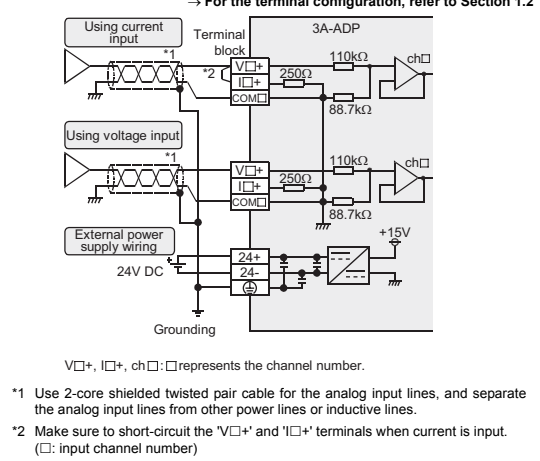 → For the terminal configuration, refer to Section 1.2
Using current
input
Terminal
block
3A-ADP
*1
*2
V□+
I□+
COM□
250Ω
110kΩ
88.7kΩ
ch□
Using voltage input
*1
V□+
I□+
COM□
250Ω
110kΩ
88.7kΩ
ch□
External power
supply wiring
24V DC
24+
24-
+15V
Grounding
V□+, I□+, ch□:□represents the channel number.
*1 Use 2-core shielded twisted pair cable for the analog input lines, and separate
the analog input lines from other power lines or inductive lines.
*2 Make sure to short-circuit the 'V□+' and 'I□+' terminals when current is input.
(□: input channel number)